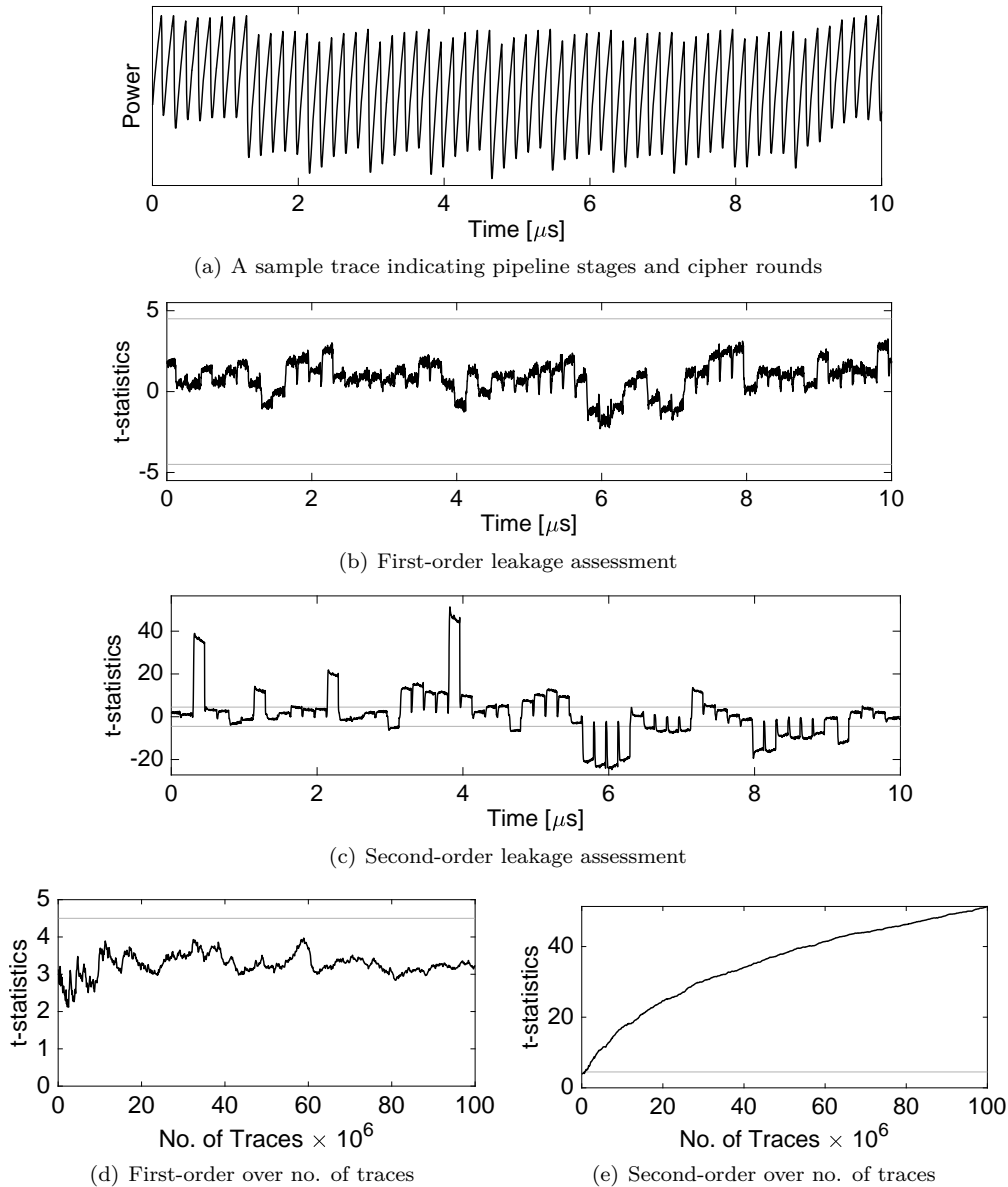 Power
0 2 4 6 8 10
Time [μs]
(a) A sample trace indicating pipeline stages and cipher rounds
t-statistics
5
0
-5
0 2 4 6 8 10
Time [μs]
(b) First-order leakage assessment
t-statistics
40
20
0
-20
0 2 4 6 8 10
Time [μs]
(c) Second-order leakage assessment
t-statistics
5
4
3
2
1
0
0 20 40 60 80 100
No. of Traces × 10^6
(d) First-order over no. of traces
t-statistics
40
20
0
0 20 40 60 80 100
No. of Traces × 10^6
(e) Second-order over no. of traces